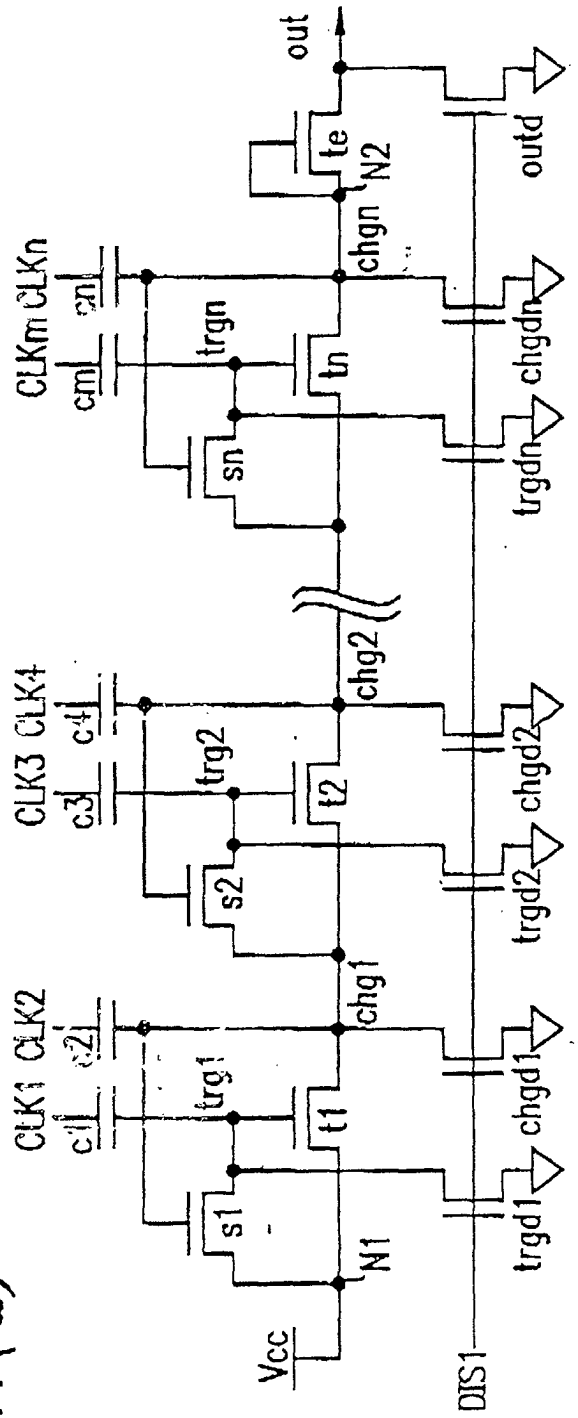 (a)
CLK1 CLK2 CLK3 CLK4 CLKm CLKn
c1 c2 c3 c4 cm cn
trg1 trg2 trgn
s1 s2 sn
t1 t2 tn te out
Vcc N1 chg1 chg2 chgn N2
DIS1
trgd1 chgd1 trgd2 chgd2 trgdn chgdn outd